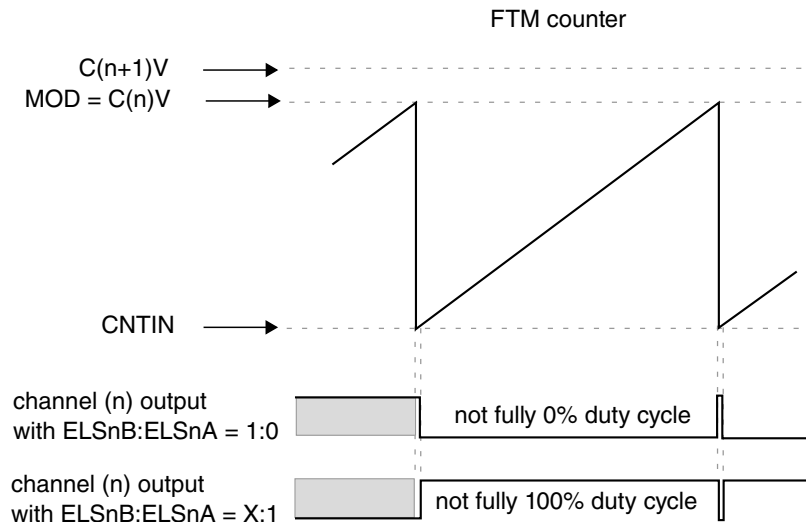 FTM counter
C(n+1)V
MOD = C(n)V
CNTIN
channel (n) output
with ELSnB:ELSnA = 1:0
not fully 0% duty cycle
channel (n) output
with ELSnB:ELSnA = X:1
not fully 100% duty cycle